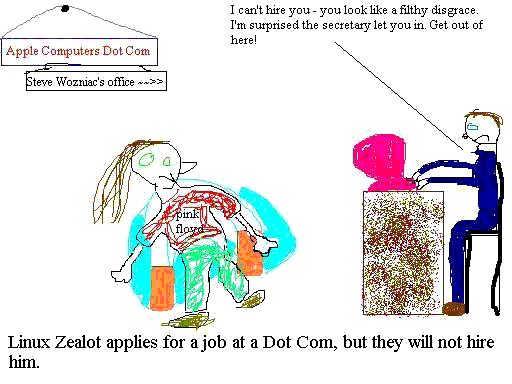 I can't hire you - you look like a filthy disgrace.
I'm surprised the secretary let you in. Get out of
here!
Apple Computers Dot Com
Steve Wozniac's office ~~>>
pink
floyd
Linux Zealot applies for a job at a Dot Com, but they will not hire
him.